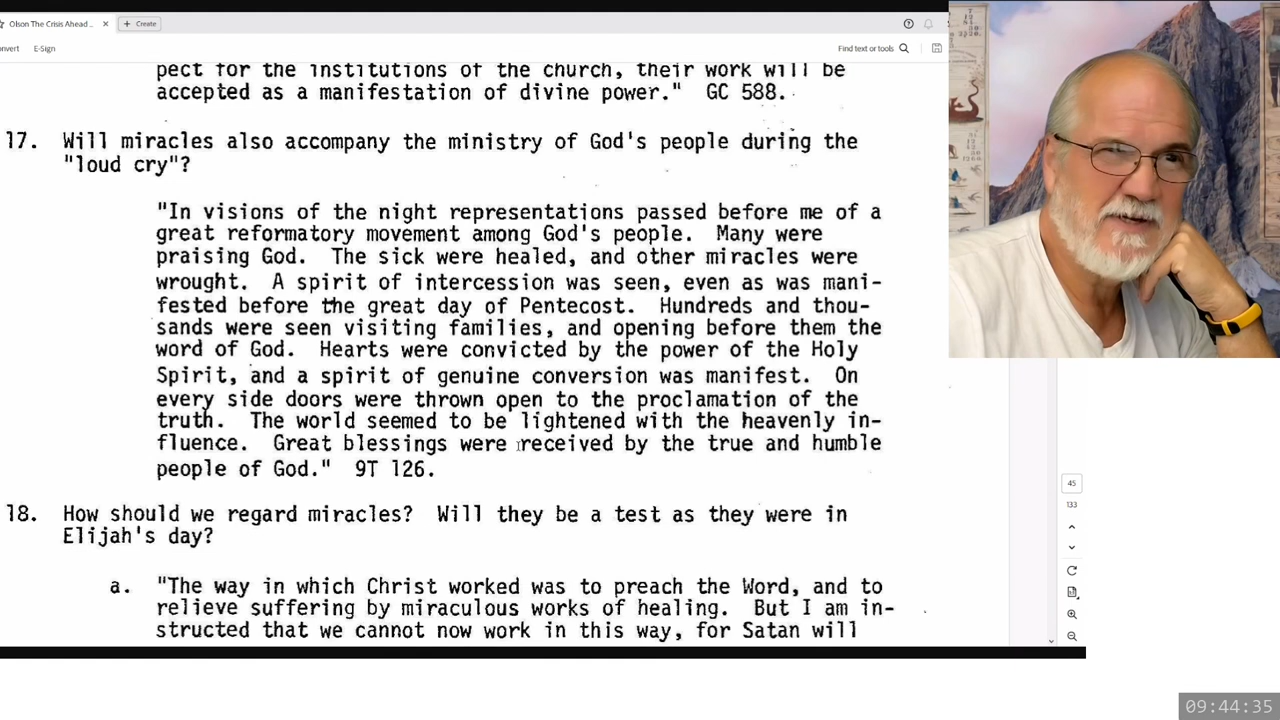 Olson The Crisis Ahead ..
Create
onvert
E-Sign
Find text or tools
pect for the institutions of the church, their work will be
accepted as a manifestation of divine power." GC 588.
17. Will miracles also accompany the ministry of God's people during the
"loud cry"?
"In visions of the night representations passed before me of a
great reformatory movement among God's people. Many were
praising God. The sick were healed, and other miracles were
wrought. A spirit of intercession was seen, even as was mani-
fested before the great day of Pentecost. Hundreds and thou-
sands were seen visiting families, and opening before them the
word of God. Hearts were convicted by the power of the Holy
Spirit, and a spirit of genuine conversion was manifest. On
every side doors were thrown open to the proclamation of the
truth. The world seemed to be lightened with the heavenly in-
fluence. Great blessings were received by the true and humble
people of God." 9T 126.
18. How should we regard miracles? Will they be a test as they were in
Elijah's day?
a. "The way in which Christ worked was to preach the Word, and to
relieve suffering by miraculous works of healing. But I am in-
structed that we cannot now work in this way, for Satan will
45
133
09:44:35